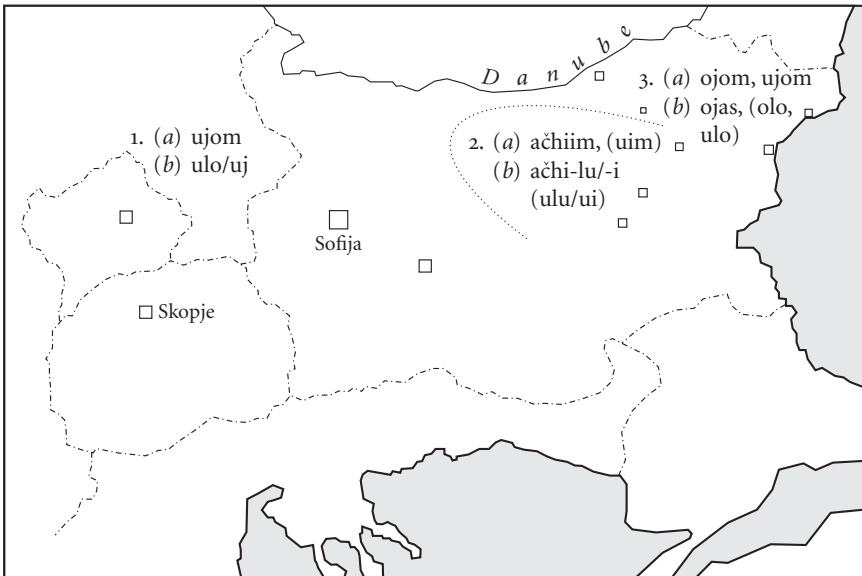 Danube
3. (a) ojom, ujom
(b) ojas, (olo,
ulo)
1. (a) ujom
(b) ulo/uj
2. (a) ačhiim, (uim)
(b) ačhi-lu/-i
(ulu/ui)
Sofija
Skopje